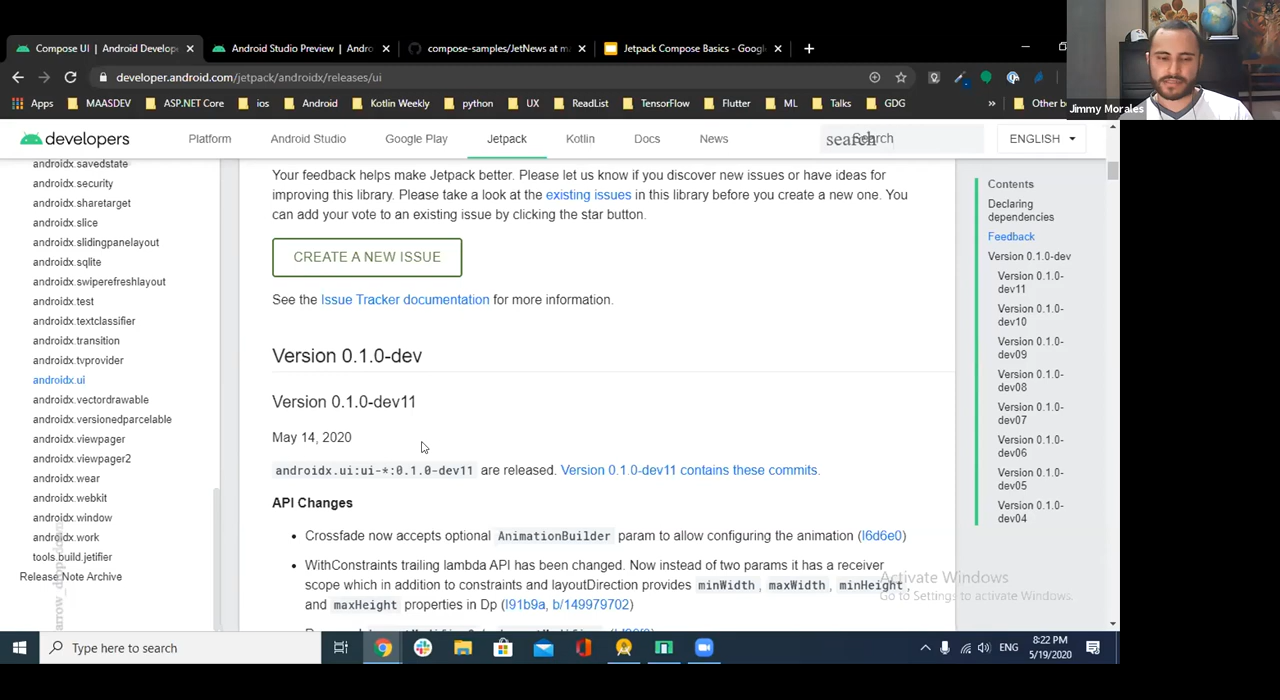 Compose UI | Android Develop
Android Studio Preview | Andro
compose-samples/JetNews at m
Jetpack Compose Basics - Googl
developer.android.com/jetpack/androidx/releases/ui
Jimmy Morales
Apps
MAASDEV
ASP.NET Core
ios
Android
Kotlin Weekly
python
UX
ReadList
TensorFlow
Flutter
ML
Talks
GDG
»
Other b
developers
Platform
Android Studio
Google Play
Jetpack
Kotlin
Docs
News
search
Search
ENGLISH
androidx.savedstate
androidx.security
androidx.sharetarget
androidx.slice
androidx.slidingpanelayout
androidx.sqlite
androidx.swiperefreshlayout
androidx.test
androidx.textclassifier
androidx.transition
androidx.tvprovider
androidx.ui
androidx.vectordrawable
androidx.versionedparcelable
androidx.viewpager
androidx.viewpager2
androidx.wear
androidx.webkit
androidx.window
androidx.work
tools.build.jetifier
Release Note Archive
arrow_drop_down
Your feedback helps make Jetpack better. Please let us know if you discover new issues or have ideas for
improving this library. Please take a look at the existing issues in this library before you create a new one. You
can add your vote to an existing issue by clicking the star button.
CREATE A NEW ISSUE
See the Issue Tracker documentation for more information.
Version 0.1.0-dev
Version 0.1.0-dev11
May 14, 2020
androidx.ui:ui-*:0.1.0-dev11 are released. Version 0.1.0-dev11 contains these commits.
API Changes
• Crossfade now accepts optional AnimationBuilder param to allow configuring the animation (I6d6e0)
• WithConstraints trailing lambda API has been changed. Now instead of two params it has a receiver
scope which in addition to constraints and layoutDirection provides minWidth, maxWidth, minHeight,
and maxHeight properties in Dp (I91b9a, b/149979702)
Contents
Declaring
dependencies
Feedback
Version 0.1.0-dev
Version 0.1.0-
dev11
Version 0.1.0-
dev10
Version 0.1.0-
dev09
Version 0.1.0-
dev08
Version 0.1.0-
dev07
Version 0.1.0-
dev06
Version 0.1.0-
dev05
Version 0.1.0-
dev04
Activate Windows
Go to Settings to activate Windows.
Type here to search
ENG
8:22 PM
5/19/2020